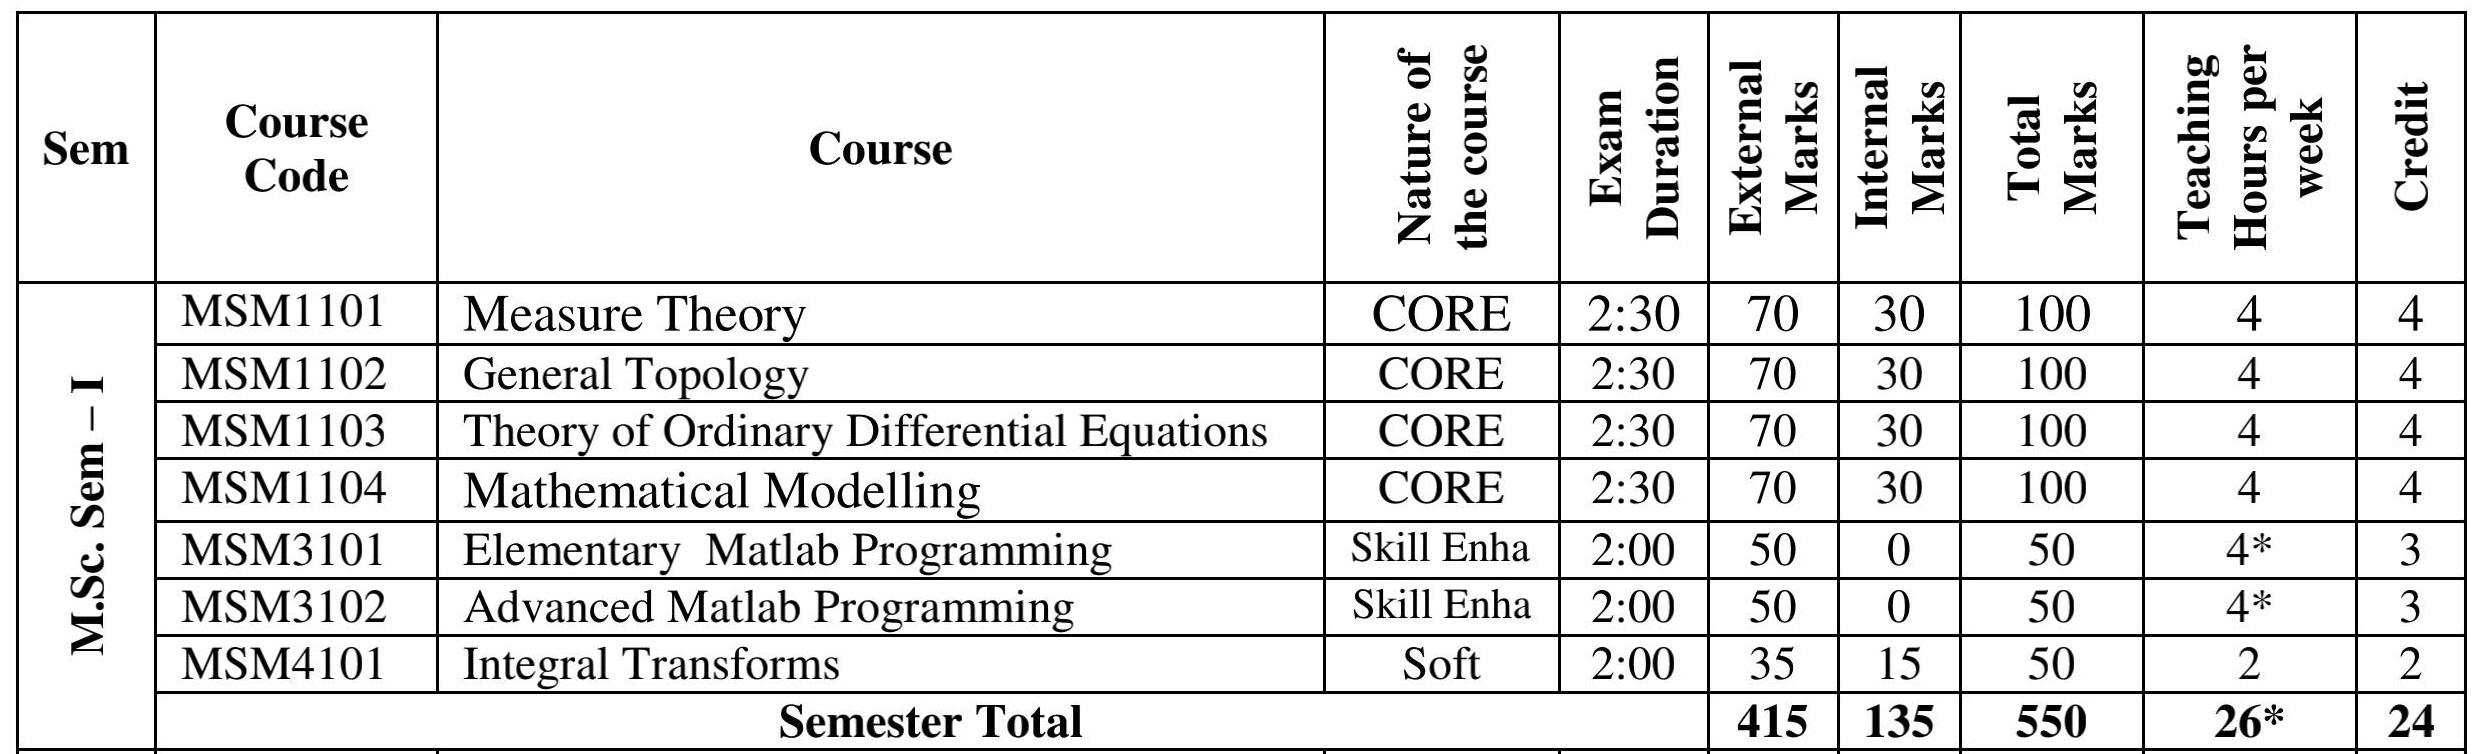 Sem Course Code Course Nature of the course Exam Duration External Marks Internal Marks Total Marks Teaching Hours per week Credit
M.Sc. Sem – I
MSM1101 Measure Theory CORE 2:30 70 30 100 4 4
MSM1102 General Topology CORE 2:30 70 30 100 4 4
MSM1103 Theory of Ordinary Differential Equations CORE 2:30 70 30 100 4 4
MSM1104 Mathematical Modelling CORE 2:30 70 30 100 4 4
MSM3101 Elementary Matlab Programming Skill Enha 2:00 50 0 50 4* 3
MSM3102 Advanced Matlab Programming Skill Enha 2:00 50 0 50 4* 3
MSM4101 Integral Transforms Soft 2:00 35 15 50 2 2
Semester Total 415 135 550 26* 24